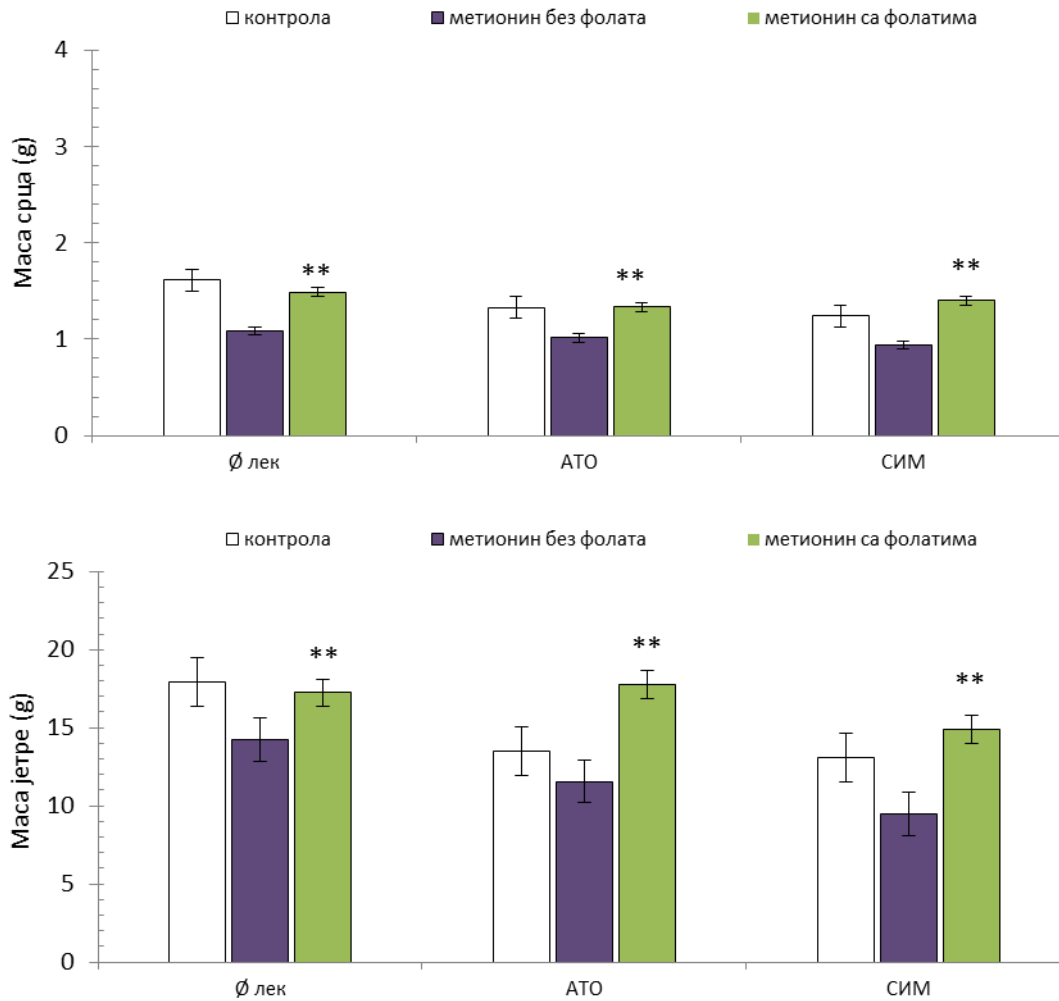 контрола метионин без фолата метионин са фолатима
4
3
2
1
0
Маса срца (g)
**
**
**
Ø лек АТО СИМ
контрола метионин без фолата метионин са фолатима
25
20
15
10
5
0
Маса јетре (g)
**
**
**
Ø лек АТО СИМ